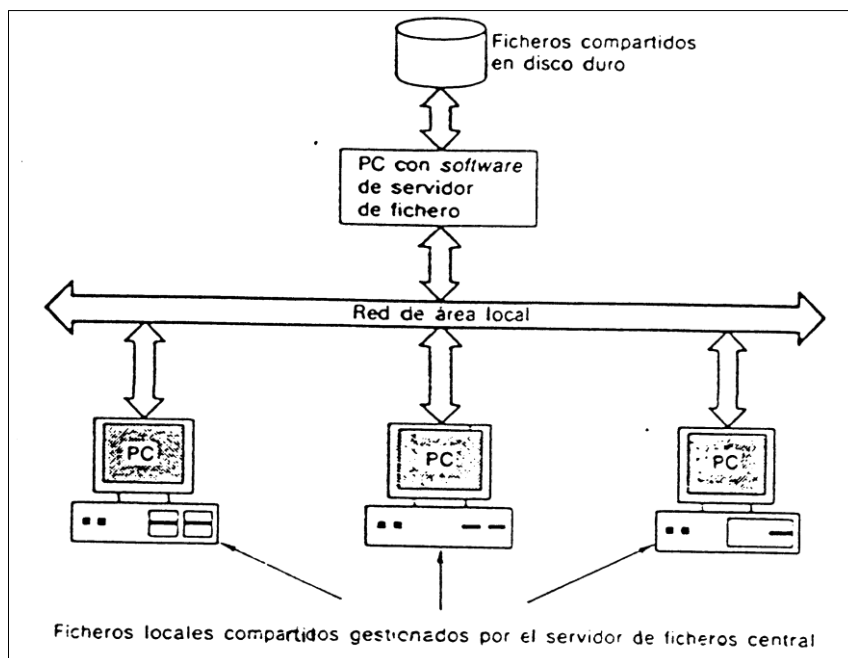 Ficheros compartidos
en disco duro
PC con software
de servidor
de fichero
Red de área local
PC
PC
PC
Ficheros locales compartidos gestionados por el servidor de ficheros central